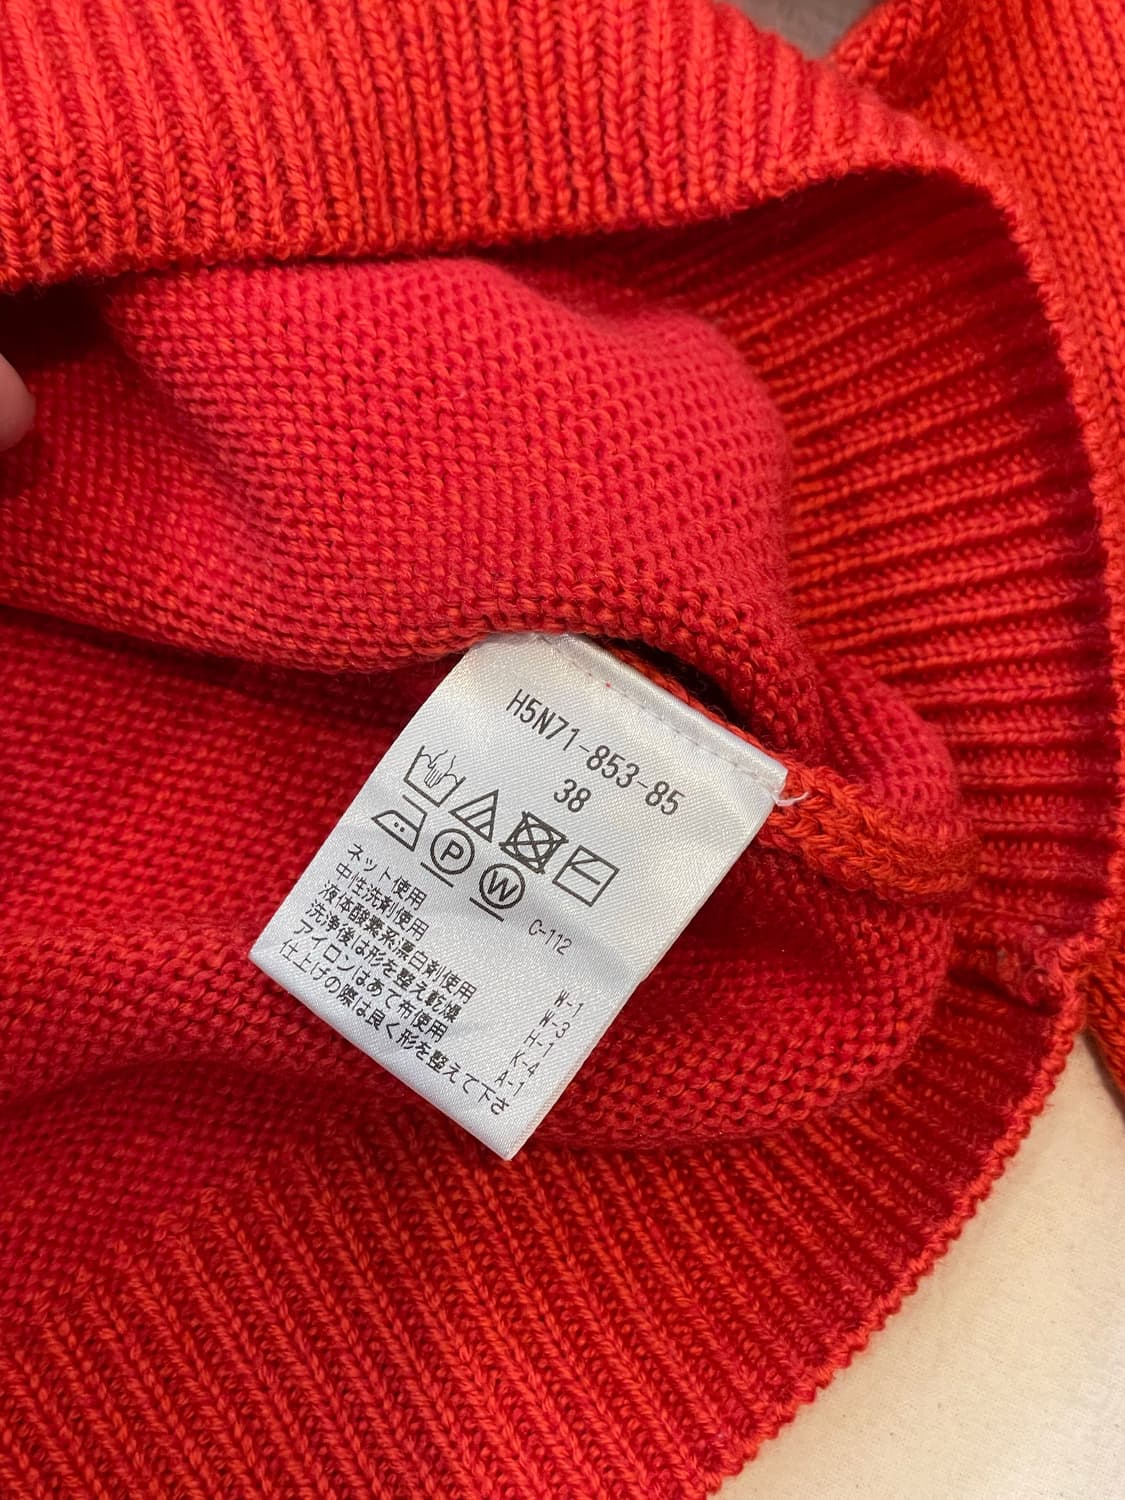 H5N71-853-85
38
P
W
C-112
ネット使用
中性洗剤使用
液体酸素系漂白剤使用 W-1
洗浄後は形を整え乾燥 W-3
アイロンはあて布使用 H-1
仕上げの際は良く形を整えて下さ K-4
A-1